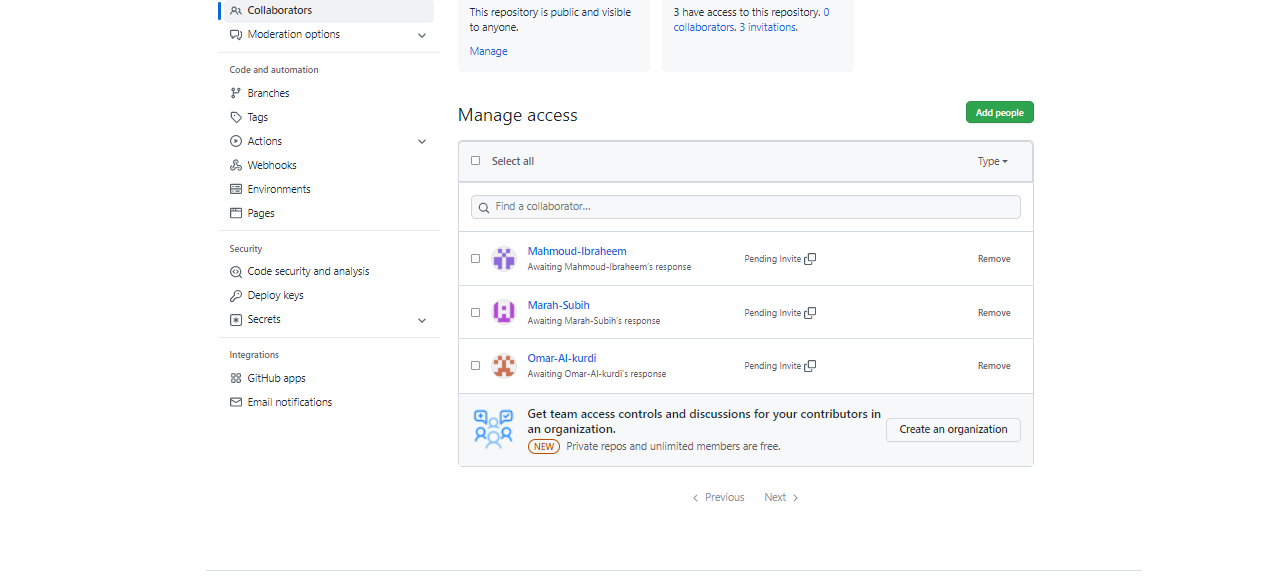 Collaborators
Moderation options
Code and automation
Branches
Tags
Actions
Webhooks
Environments
Pages
Security
Code security and analysis
Deploy keys
Secrets
Integrations
GitHub apps
Email notifications
This repository is public and visible
to anyone.
Manage
3 have access to this repository. 0
collaborators. 3 invitations.
Manage access
Add people
Select all
Type
Find a collaborator...
Mahmoud-Ibraheem
Awaiting Mahmoud-Ibraheem's response
Pending Invite
Remove
Marah-Subih
Awaiting Marah-Subih's response
Pending Invite
Remove
Omar-Al-kurdi
Awaiting Omar-Al-kurdi's response
Pending Invite
Remove
Get team access controls and discussions for your contributors in
an organization.
NEW Private repos and unlimited members are free.
Create an organization
Previous Next